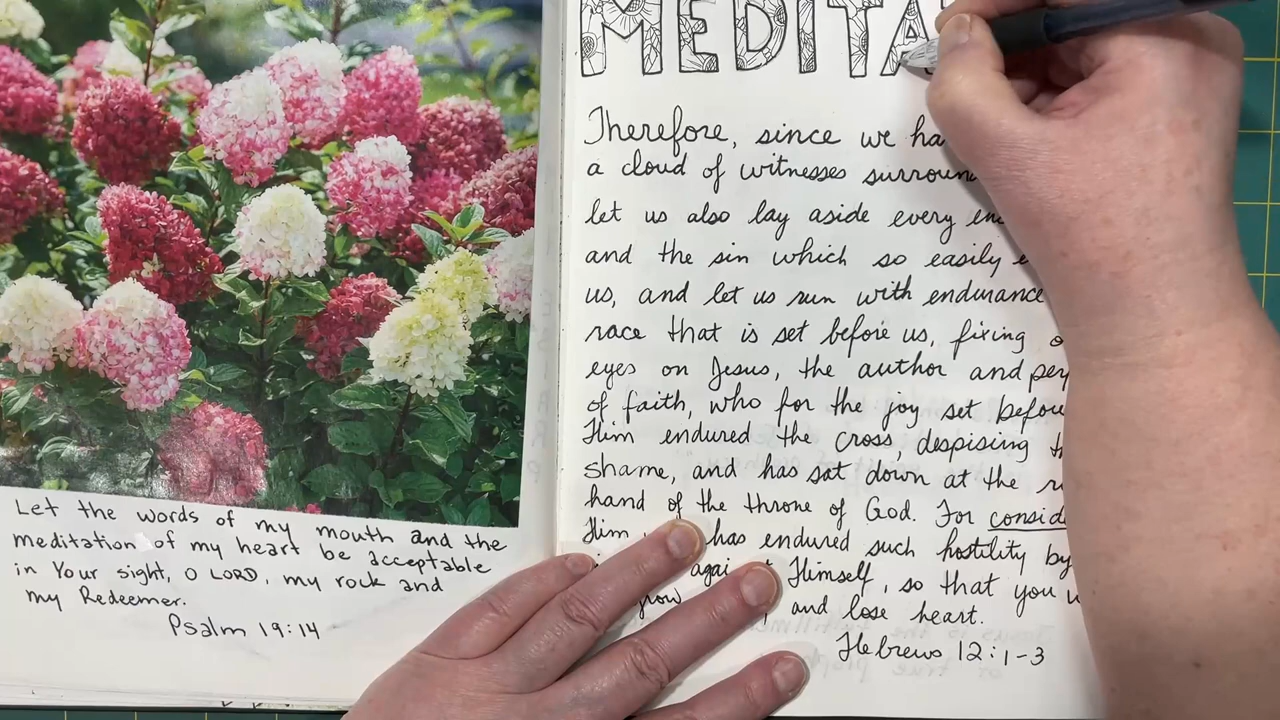 Let the words of my mouth and the
meditation of my heart be acceptable
in Your sight, O LORD, my rock and
my Redeemer.
Psalm 19:14
MEDITA
Therefore, since we ha
a cloud of witnesses surroun
let us also lay aside every enc
and the sin which so easily e
us, and let us run with endurance
race that is set before us, fixing o
eyes on Jesus, the author and per
of faith, who for the joy set before
Him endured the cross, despising th
shame, and has sat down at the r
hand of the throne of God. For consid
Him has endured such hostility by
agai Himself, so that you w
grow and lose heart.
Hebrews 12:1-3